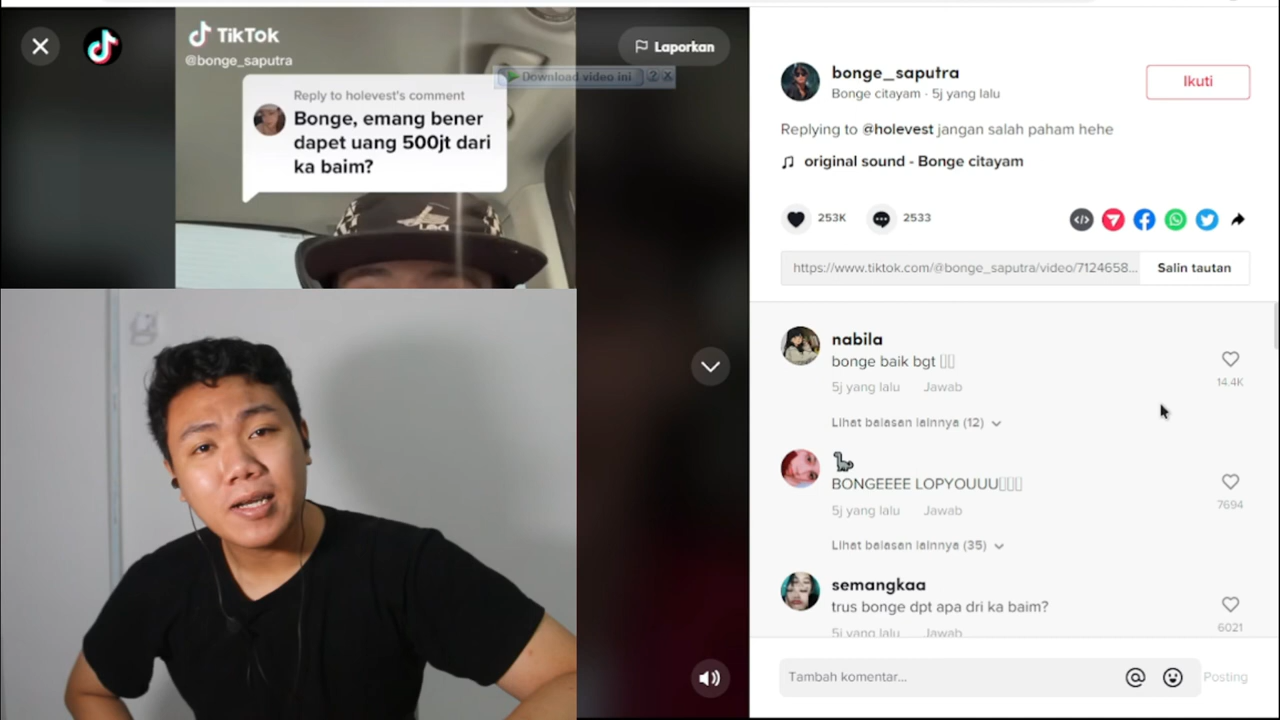 TikTok
@bonge_saputra
Laporkan
Download video ini
?
Reply to holevest's comment
Bonge, emang bener
dapet uang 500jt dari
ka baim?
bonge_saputra
Bonge citayam · 5j yang lalu
Ikuti
Replying to @holevest jangan salah paham hehe
original sound - Bonge citayam
253K
2533
https://www.tiktok.com/@bonge_saputra/video/7124658...
Salin tautan
nabila
bonge baik bgt
5j yang lalu Jawab
14.4K
Lihat balasan lainnya (12)
BONGEEEE LOPYOUUU
5j yang lalu Jawab
7694
Lihat balasan lainnya (35)
semangkaa
trus bonge dpt apa dri ka baim?
5j yang lalu Jawab
6021
Tambah komentar...
@
Posting